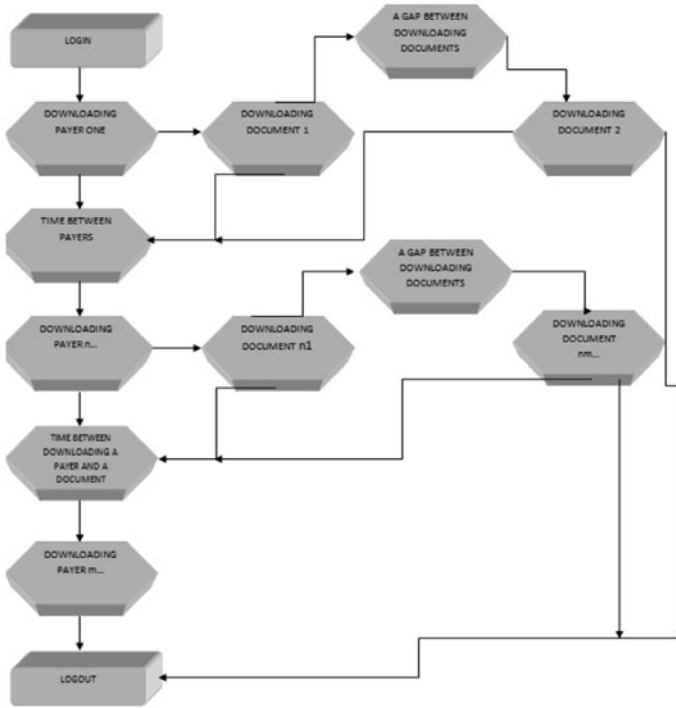 LOGIN
A GAP BETWEEN
DOWNLOADING
DOCUMENTS
DOWNLOADING
PAYER ONE
DOWNLOADING
DOCUMENT 1
DOWNLOADING
DOCUMENT 2
TIME BETWEEN
PAYERS
A GAP BETWEEN
DOWNLOADING
DOCUMENTS
DOWNLOADING
PAYER n...
DOWNLOADING
DOCUMENT n1
DOWNLOADING
DOCUMENT
nm...
TIME BETWEEN
DOWNLOADING A
PAYER AND A
DOCUMENT
DOWNLOADING
PAYER m...
LOGOUT